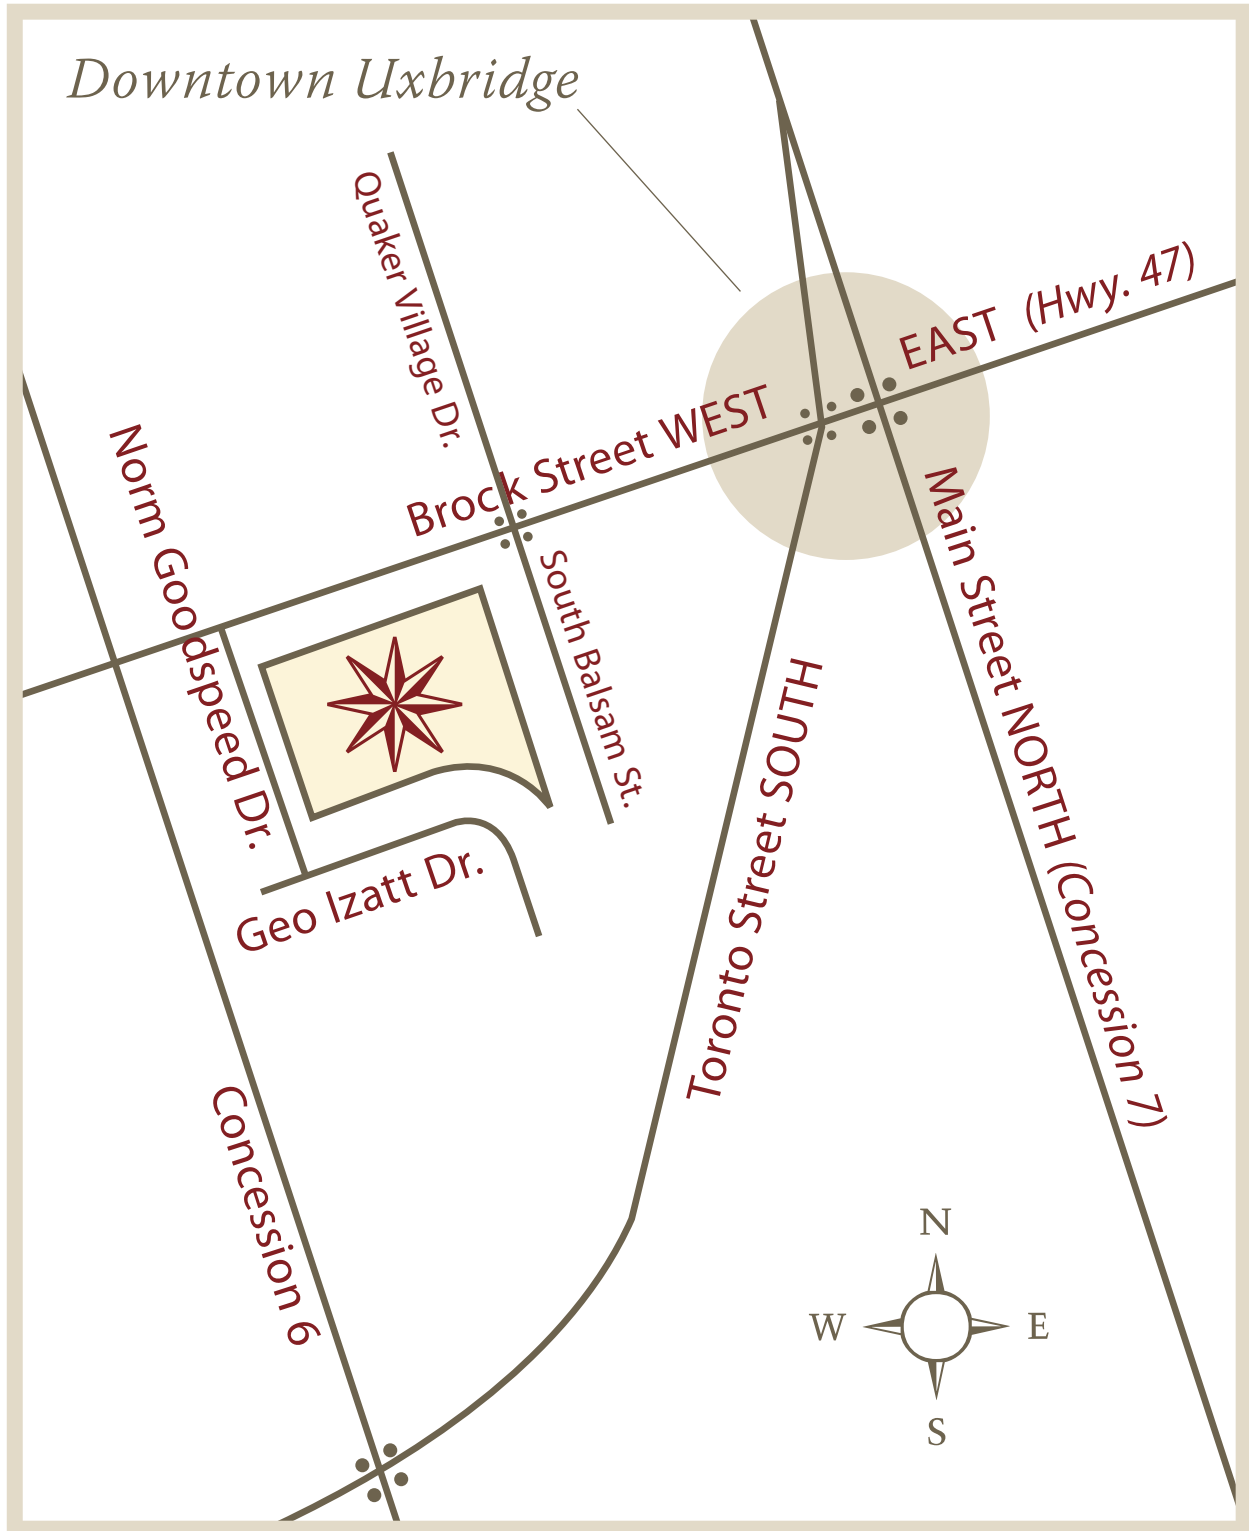 Downtown Uxbridge
Quaker Village Dr.
EAST (Hwy. 47)
Brock Street WEST
Norm Goodspeed Dr.
South Balsam St.
Main Street NORTH (Concession 7)
Toronto Street SOUTH
Geo Izatt Dr.
Concession 6
N
W E
S